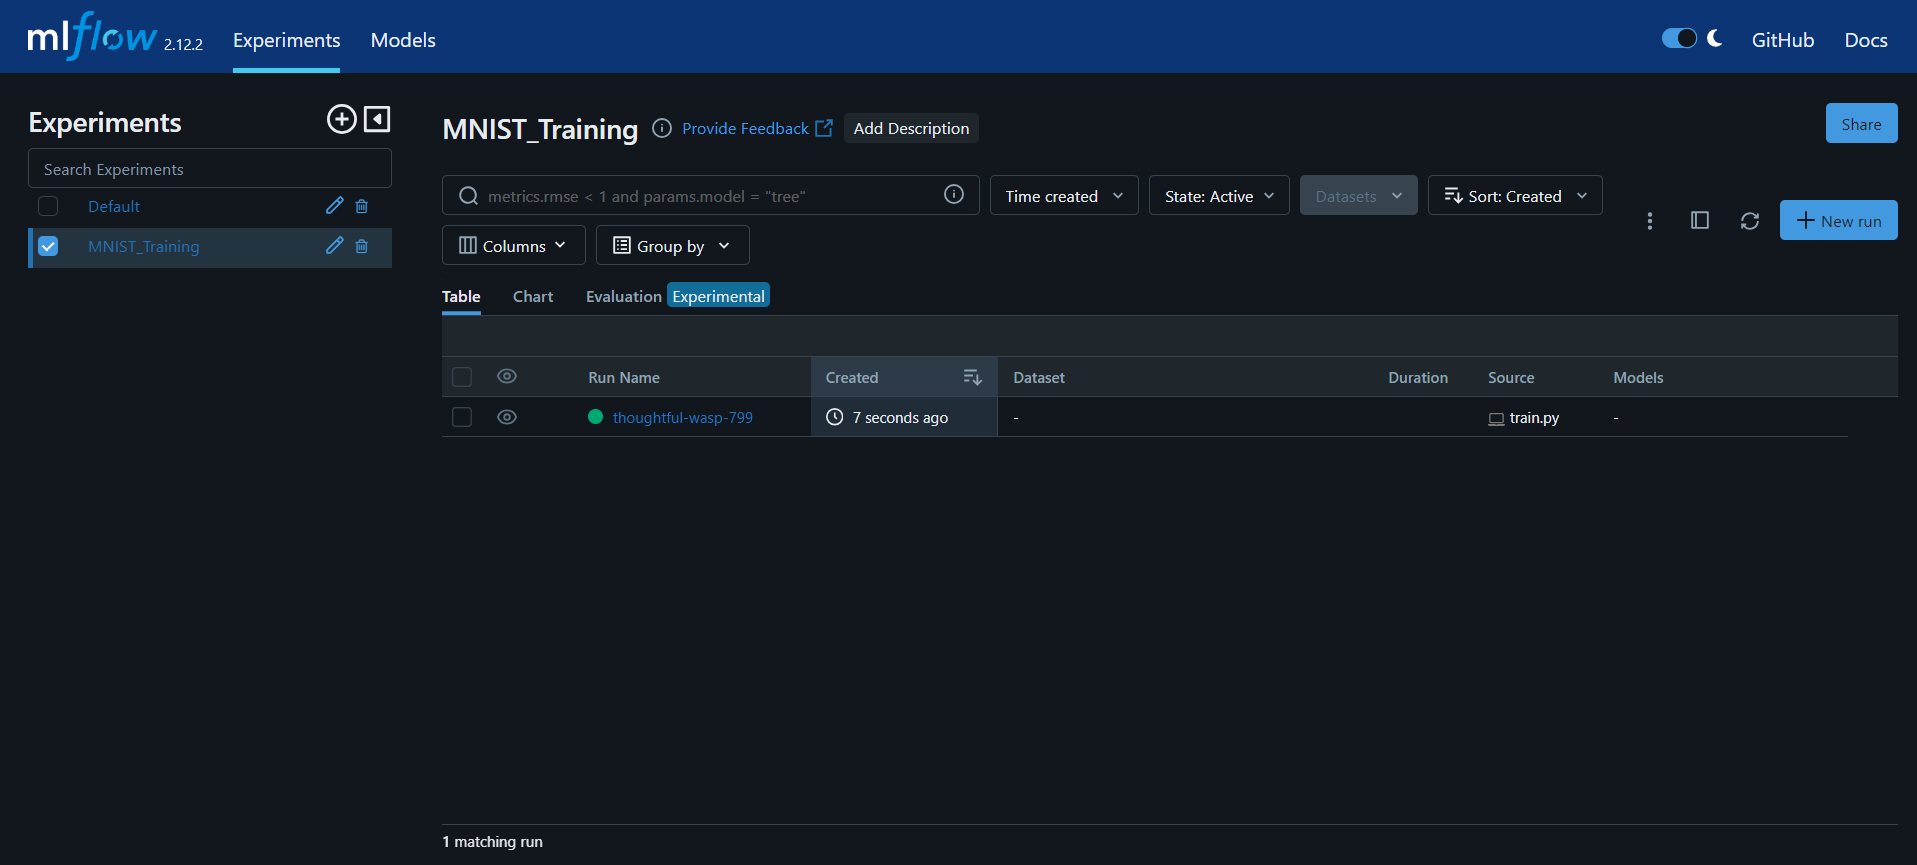 mlflow 2.12.2 Experiments Models GitHub Docs
Experiments
Search Experiments
Default
MNIST_Training
MNIST_Training Provide Feedback Add Description Share
metrics.rmse < 1 and params.model = "tree" Time created State: Active Datasets Sort: Created
Columns Group by New run
Table Chart Evaluation Experimental
Run Name Created Dataset Duration Source Models
thoughtful-wasp-799 7 seconds ago - train.py -
1 matching run